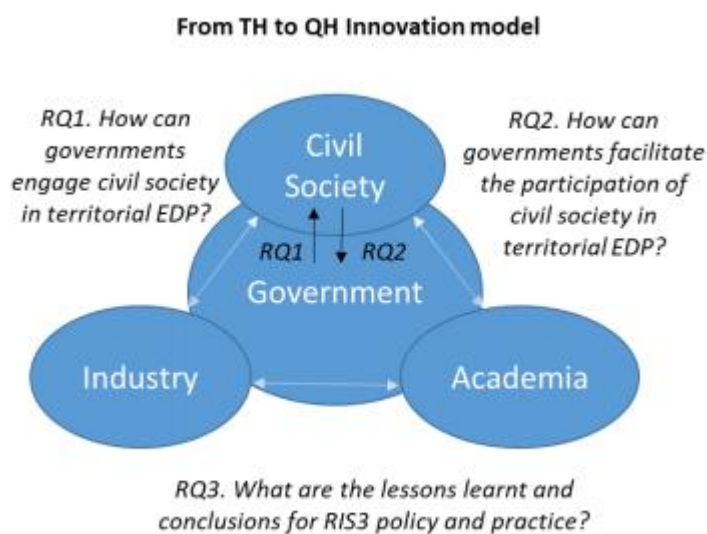 From TH to QH Innovation model
RQ1. How can
governments
engage civil society
in territorial EDP?
Civil
Society
RQ2. How can
governments facilitate
the participation of
civil society in
territorial EDP?
RQ1
RQ2
Government
Industry
Academia
RQ3. What are the lessons learnt and
conclusions for RIS3 policy and practice?